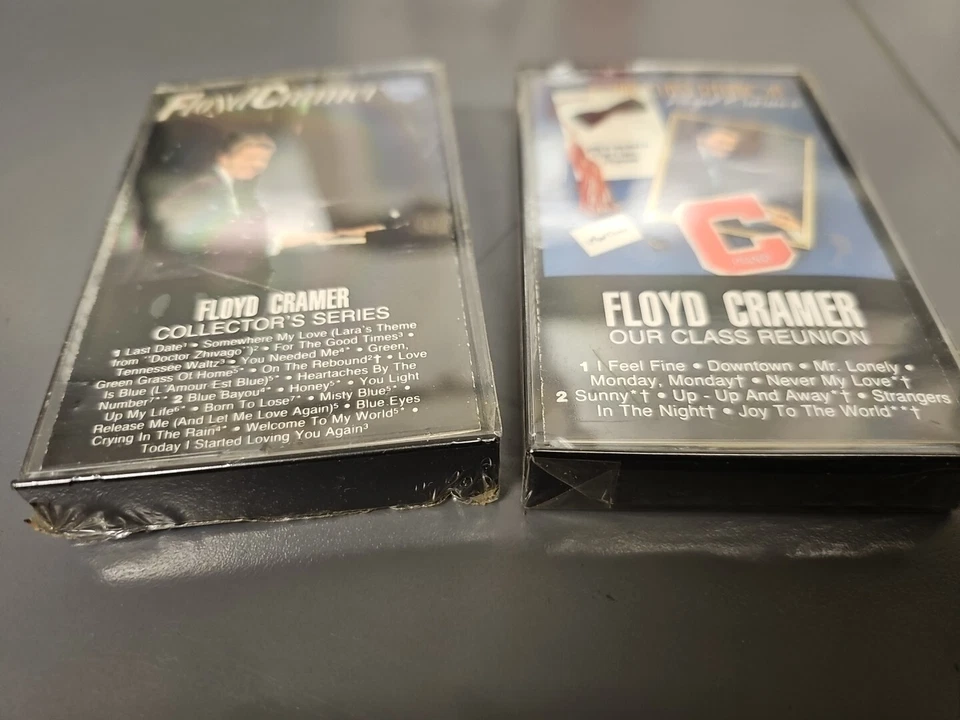 Floyd Cramer
FLOYD CRAMER
COLLECTOR'S SERIES
1 Last Date¹ • Somewhere My Love (Lara's Theme
from "Doctor Zhivago")² • For The Good Times³ •
Tennessee Waltz³ • You Needed Me⁴* • Green,
Green Grass Of Home⁵* • On The Rebound²† • Love
Is Blue (L'Amour Est Blue)⁵* • Heartaches By The
Number⁷** 2 Blue Bayou⁴* • Honey⁵* • You Light
Up My Life⁶* • Born To Lose⁷* • Misty Blue⁵* •
Release Me (And Let Me Love Again)⁵ • Blue Eyes
Crying In The Rain⁴* • Welcome To My World⁵* •
Today I Started Loving You Again³
FLOYD CRAMER
OUR CLASS REUNION
1 I Feel Fine • Downtown • Mr. Lonely •
Monday, Monday† • Never My Love*†
2 Sunny*† • Up - Up And Away*† • Strangers
In The Night† • Joy To The World**†
C